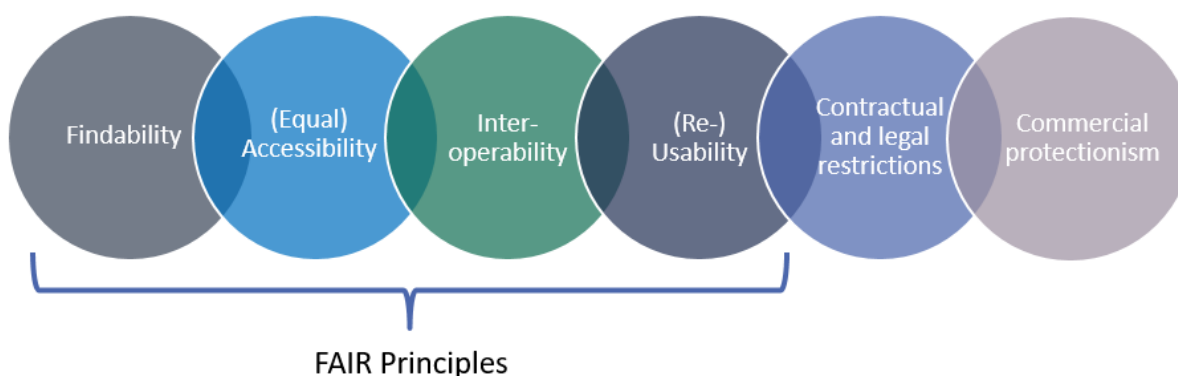 Findability
(Equal)
Accessibility
Inter-
operability
(Re-)
Usability
Contractual
and legal
restrictions
Commercial
protectionism
FAIR Principles